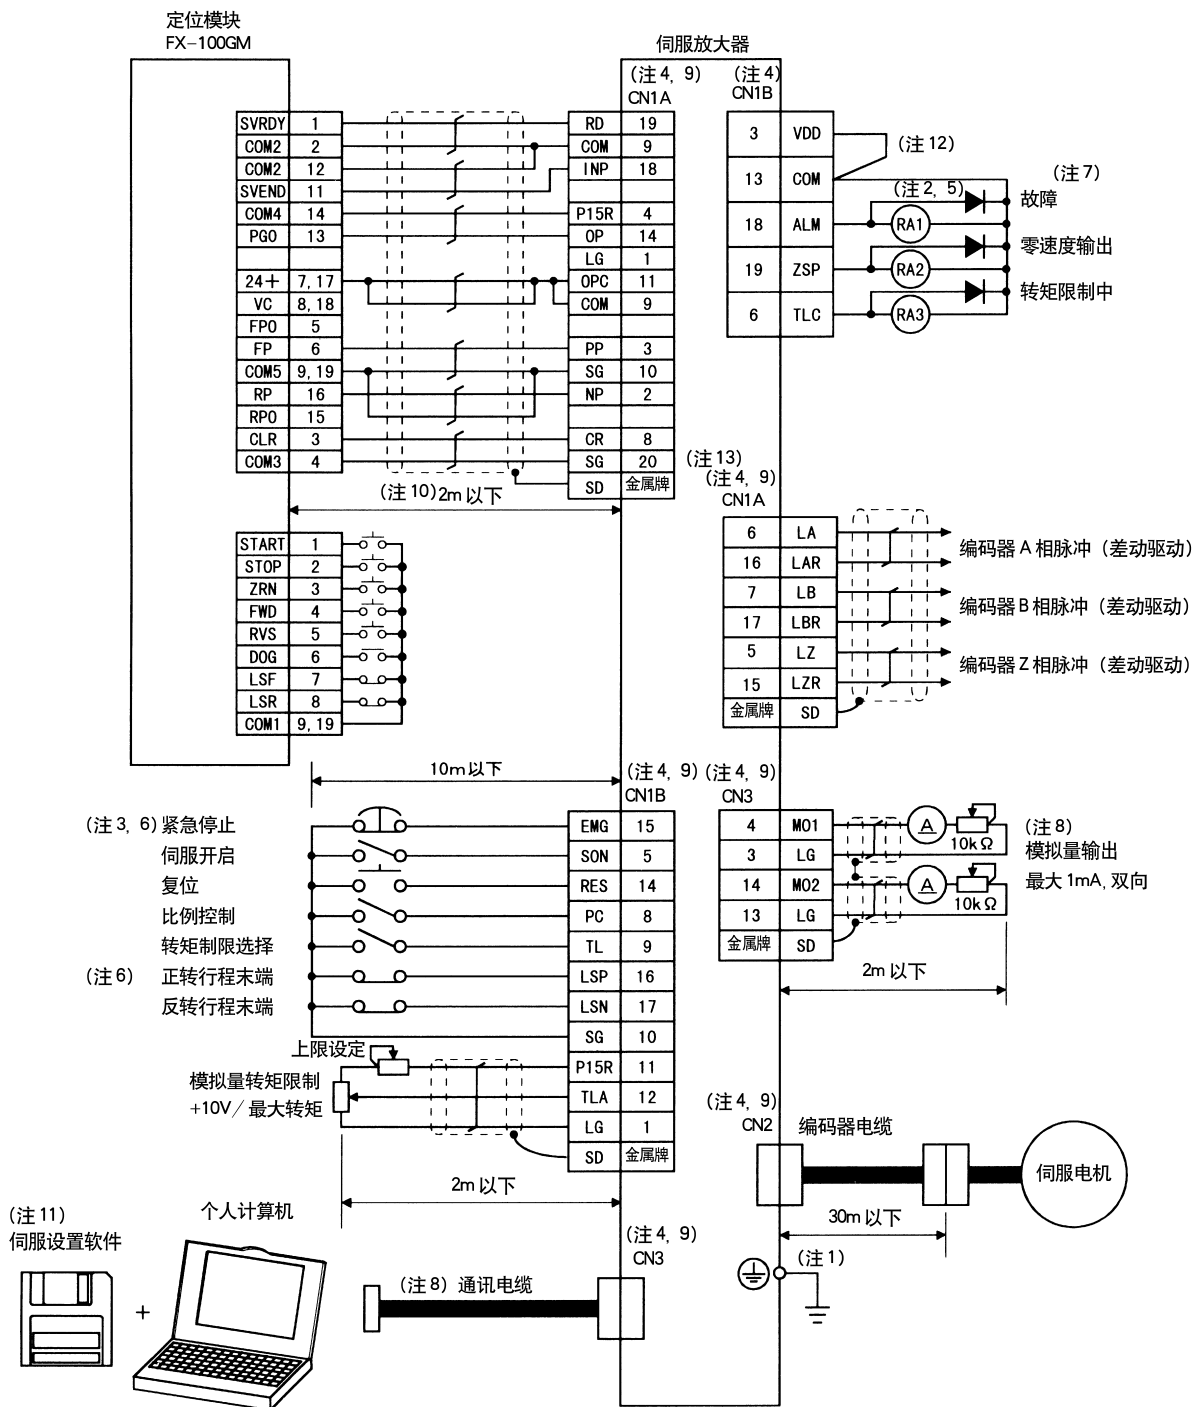 定位模块
FX-100GM
伺服放大器
(注4, 9)
CN1A
(注4)
CN1B
SVRDY 1
COM2 2
COM2 12
SVEND 11
COM4 14
PGO 13
24+ 7,17
VC 8,18
FPO 5
FP 6
COM5 9,19
RP 16
RPO 15
CLR 3
COM3 4
RD 19
COM 9
INP 18
P15R 4
OP 14
LG 1
OPC 11
COM 9
PP 3
SG 10
NP 2
CR 8
SG 20
SD 金属牌
(注10) 2m以下
3 VDD
13 COM
18 ALM
19 ZSP
6 TLC
(注12)
(注2, 5)
(注7)
RA1
RA2
RA3
故障
零速度输出
转矩限制中
(注13)
(注4, 9)
CN1A
6 LA
16 LAR
7 LB
17 LBR
5 LZ
15 LZR
金属牌 SD
编码器A相脉冲(差动驱动)
编码器B相脉冲(差动驱动)
编码器Z相脉冲(差动驱动)
START 1
STOP 2
ZRN 3
FWD 4
RVS 5
DOG 6
LSF 7
LSR 8
COM1 9,19
10m以下
(注4, 9)
CN1B
(注3, 6)紧急停止
伺服开启
复位
比例控制
转矩制限选择
(注6) 正转行程末端
反转行程末端
上限设定
模拟量转矩限制
+10V/最大转矩
EMG 15
SON 5
RES 14
PC 8
TL 9
LSP 16
LSN 17
SG 10
P15R 11
TLA 12
LG 1
SD 金属牌
2m以下
(注4, 9)
CN3
4 MO1
3 LG
14 MO2
13 LG
金属牌 SD
A
10kΩ
A
10kΩ
(注8)
模拟量输出
最大1mA,双向
2m以下
(注4, 9)
CN2
编码器电缆
伺服电机
30m以下
(注1)
(注11)
伺服设置软件
+
个人计算机
(注8)通讯电缆
(注4, 9)
CN3